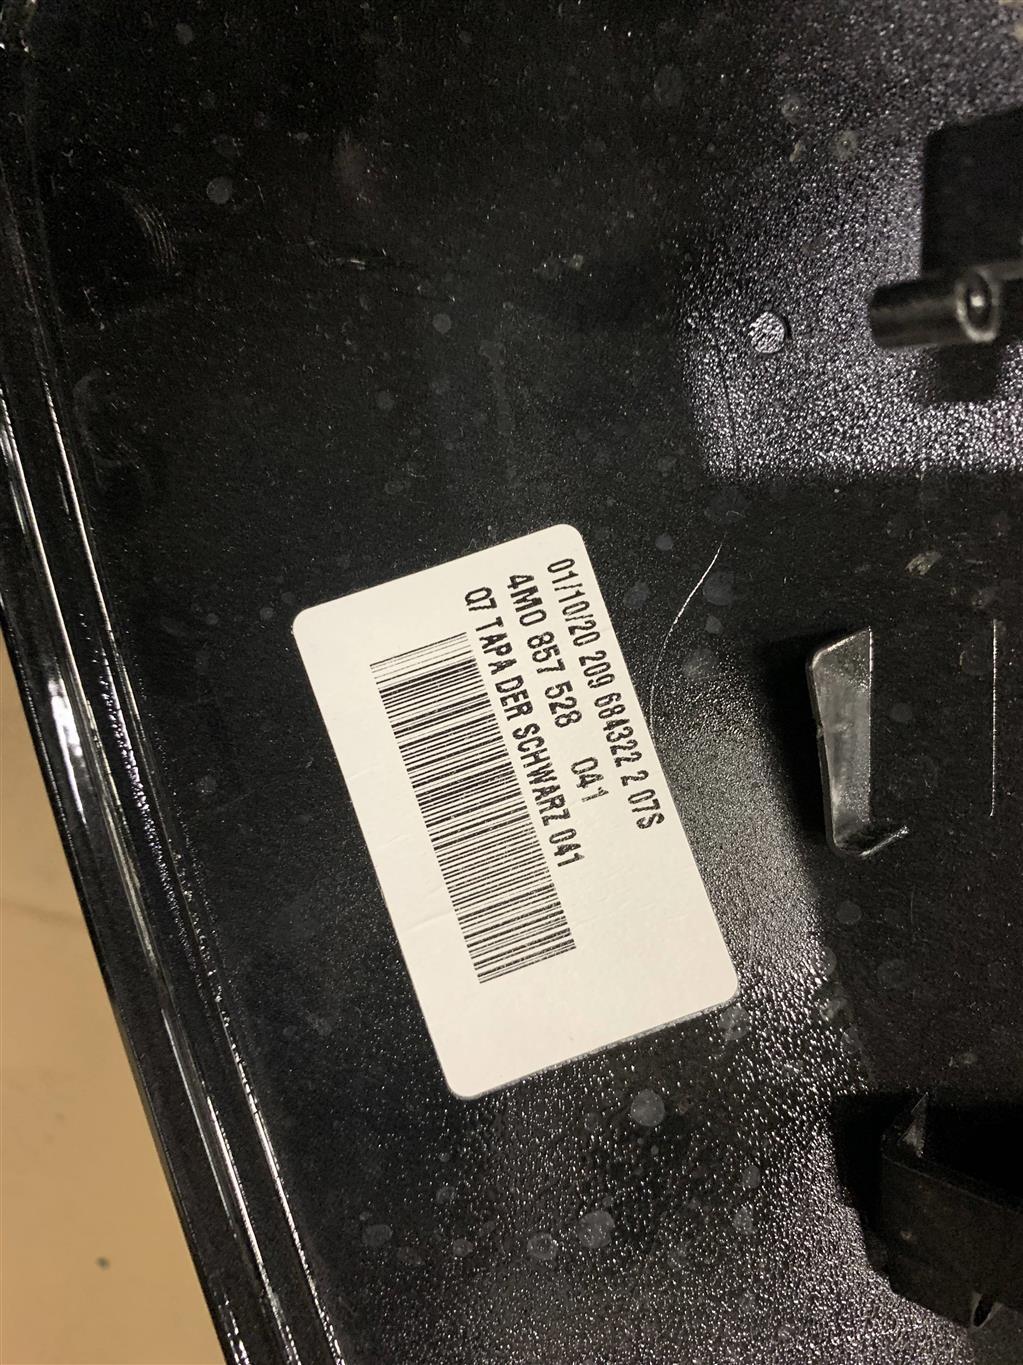 01/10/20 209 684322 2 07S
4M0 857 528 041
Q7 TAPA DER SCHWARZ 041